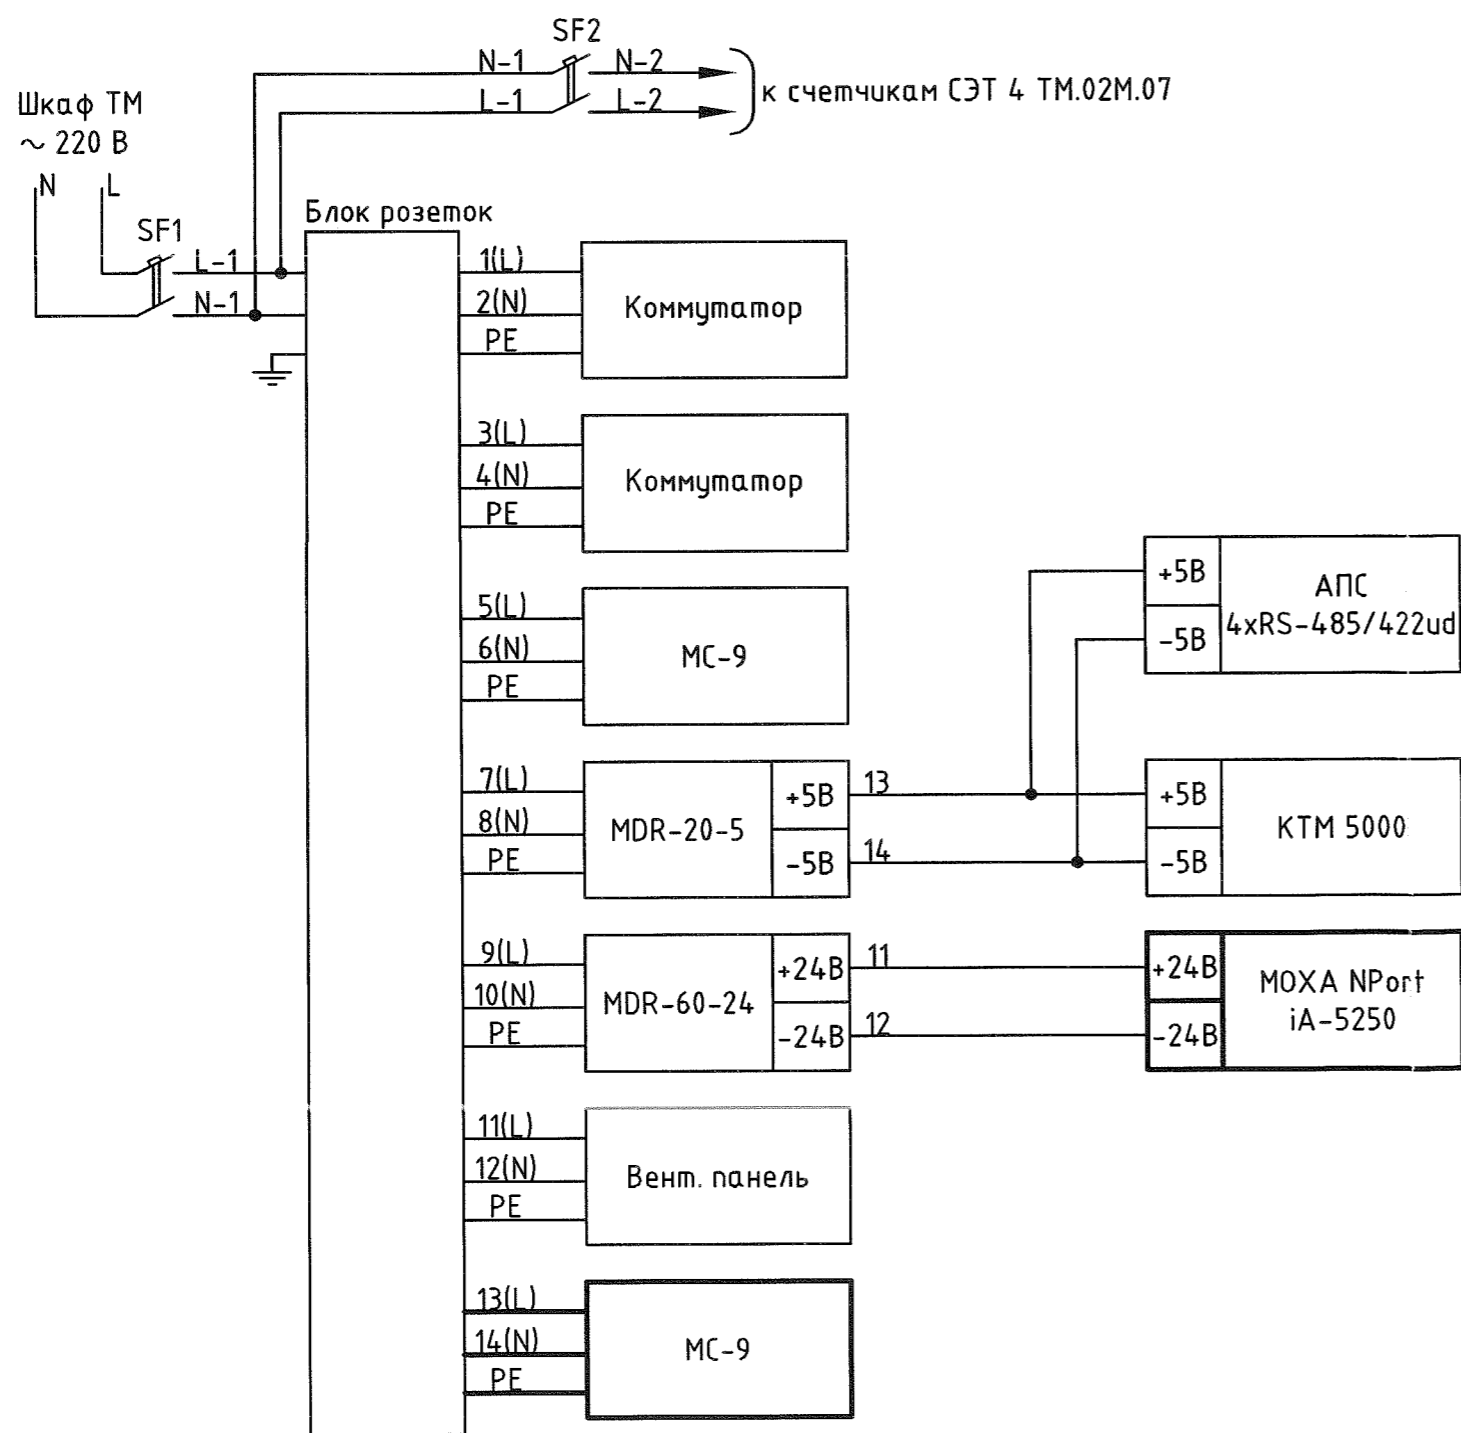 SF2
N-1
N-2
L-1
L-2
к счетчикам СЭТ 4 ТМ.02М.07
Шкаф ТМ
~ 220 В
N
L
SF1
L-1
N-1
Блок розеток
1(L)
2(N)
PE
Коммутатор
3(L)
4(N)
PE
Коммутатор
5(L)
6(N)
PE
МС-9
7(L)
8(N)
PE
MDR-20-5
+5В
-5В
13
14
+5В
-5В
АПС
4xRS-485/422ud
+5В
-5В
КТМ 5000
9(L)
10(N)
PE
MDR-60-24
+24В
-24В
11
12
+24В
-24В
MOXA NPort
iA-5250
11(L)
12(N)
PE
Вент. панель
13(L)
14(N)
PE
МС-9